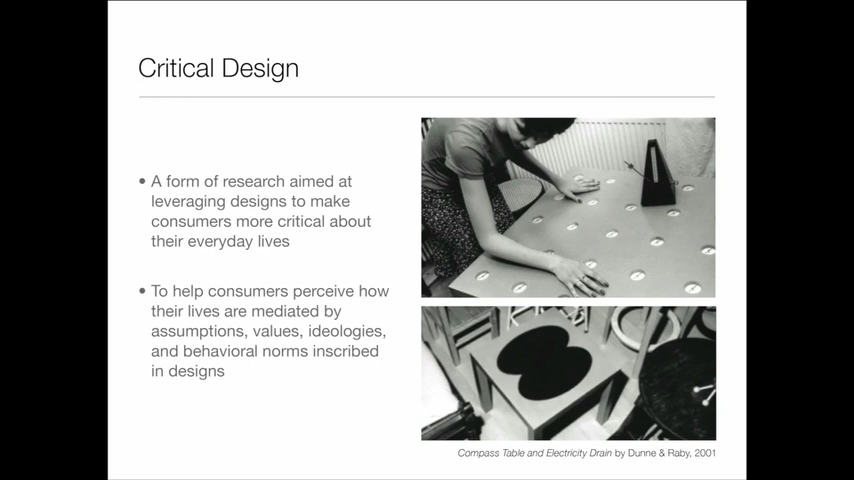 Critical Design
• A form of research aimed at
leveraging designs to make
consumers more critical about
their everyday lives
• To help consumers perceive how
their lives are mediated by
assumptions, values, ideologies,
and behavioral norms inscribed
in designs
Compass Table and Electricity Drain by Dunne & Raby, 2001